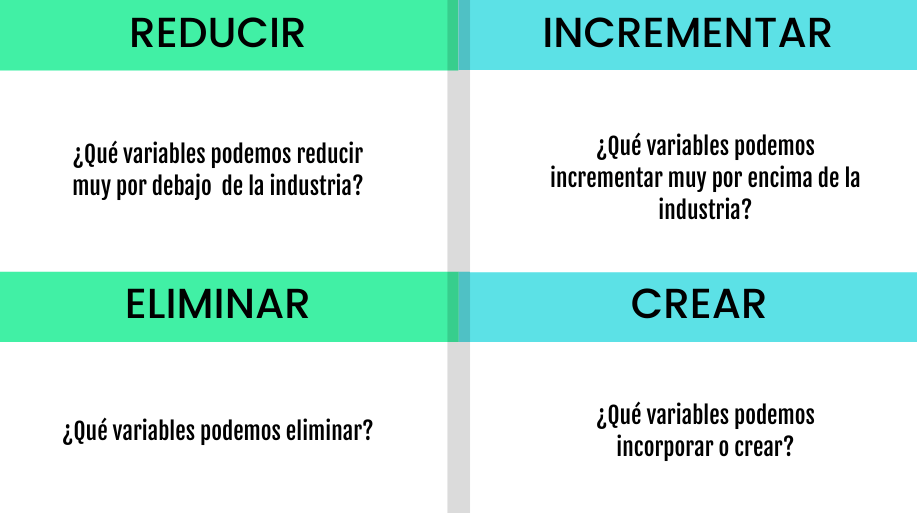 REDUCIR
¿Qué variables podemos reducir
muy por debajo de la industria?
INCREMENTAR
¿Qué variables podemos
incrementar muy por encima de la
industria?
ELIMINAR
¿Qué variables podemos eliminar?
CREAR
¿Qué variables podemos
incorporar o crear?